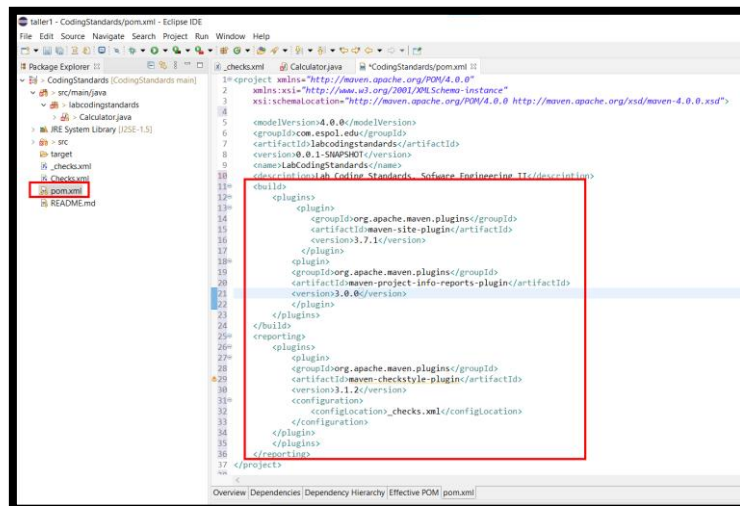 taller1 - CodingStandards/pom.xml - Eclipse IDE
File Edit Source Navigate Search Project Run Window Help
Package Explorer
> CodingStandards [CodingStandards main]
> src/main/java
> labcodingstandards
> Calculator.java
JRE System Library [J2SE-1.5]
> src
target
_checks.xml
Checks.xml
pom.xml
README.md
_checks.xml
Calculator.java
*CodingStandards/pom.xml
1 <project xmlns="http://maven.apache.org/POM/4.0.0"
2 xmlns:xsi="http://www.w3.org/2001/XMLSchema-instance"
3 xsi:schemaLocation="http://maven.apache.org/POM/4.0.0 http://maven.apache.org/xsd/maven-4.0.0.xsd">
4
5 <modelVersion>4.0.0</modelVersion>
6 <groupId>com.espol.edu</groupId>
7 <artifactId>labcodingstandards</artifactId>
8 <version>0.0.1-SNAPSHOT</version>
9 <name>LabCodingStandards</name>
10 <description>Lab Coding Standards, Sofware Engineering II</description>
11 <build>
12 <plugins>
13 <plugin>
14 <groupId>org.apache.maven.plugins</groupId>
15 <artifactId>maven-site-plugin</artifactId>
16 <version>3.7.1</version>
17 </plugin>
18 <plugin>
19 <groupId>org.apache.maven.plugins</groupId>
20 <artifactId>maven-project-info-reports-plugin</artifactId>
21 <version>3.0.0</version>
22 </plugin>
23 </plugins>
24 </build>
25 <reporting>
26 <plugins>
27 <plugin>
28 <groupId>org.apache.maven.plugins</groupId>
29 <artifactId>maven-checkstyle-plugin</artifactId>
30 <version>3.1.2</version>
31 <configuration>
32 <configLocation>_checks.xml</configLocation>
33 </configuration>
34 </plugin>
35 </plugins>
36 </reporting>
37 </project>
Overview Dependencies Dependency Hierarchy Effective POM pom.xml